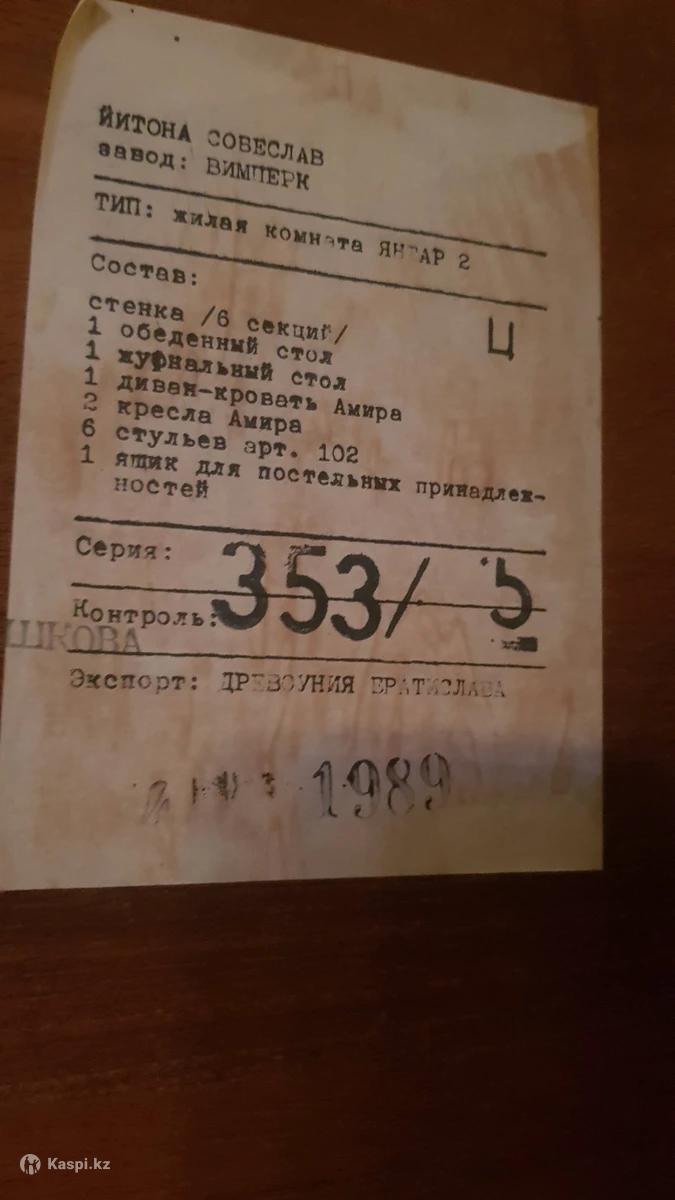 ЙИТОНА СОБЕСЛАВ
завод: ВИМПЕРК
ТИП: жилая комната ЯНТАР 2
Состав:
Ц
стенка /6 секций/
1 обеденный стол
1 журнальный стол
1 диван-кровать Амира
2 кресла Амира
6 стульев арт. 102
1 ящик для постельных принадлеж-
ностей
Серия: 353/ 5
Контроль:
ШКОВА
Экспорт: ДРЕВОУНИЯ БРАТИСЛАВА
1989
Kaspi.kz